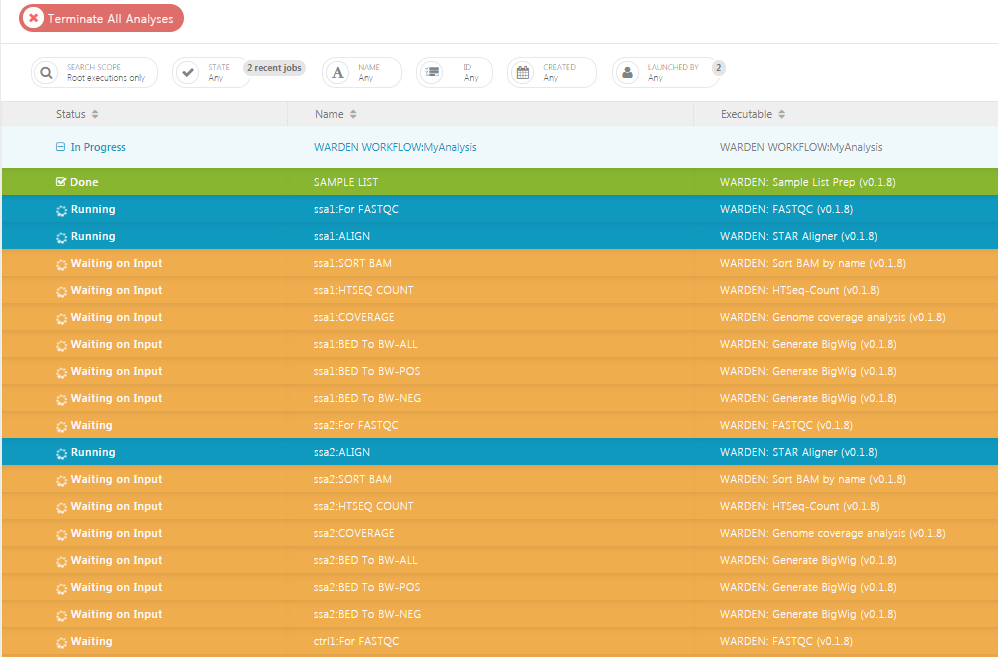 Terminate All Analyses
SEARCH SCOPE STATE 2 recent jobs NAME ID CREATED LAUNCHED BY 2
Root executions only Any Any Any Any Any
Status Name Executable
In Progress WARDEN WORKFLOW:MyAnalysis WARDEN WORKFLOW:MyAnalysis
Done SAMPLE LIST WARDEN: Sample List Prep (v0.1.8)
Running ssa1:For FASTQC WARDEN: FASTQC (v0.1.8)
Running ssa1:ALIGN WARDEN: STAR Aligner (v0.1.8)
Waiting on Input ssa1:SORT BAM WARDEN: Sort BAM by name (v0.1.8)
Waiting on Input ssa1:HTSEQ COUNT WARDEN: HTSeq-Count (v0.1.8)
Waiting on Input ssa1:COVERAGE WARDEN: Genome coverage analysis (v0.1.8)
Waiting on Input ssa1:BED To BW-ALL WARDEN: Generate BigWig (v0.1.8)
Waiting on Input ssa1:BED To BW-POS WARDEN: Generate BigWig (v0.1.8)
Waiting on Input ssa1:BED To BW-NEG WARDEN: Generate BigWig (v0.1.8)
Waiting ssa2:For FASTQC WARDEN: FASTQC (v0.1.8)
Running ssa2:ALIGN WARDEN: STAR Aligner (v0.1.8)
Waiting on Input ssa2:SORT BAM WARDEN: Sort BAM by name (v0.1.8)
Waiting on Input ssa2:HTSEQ COUNT WARDEN: HTSeq-Count (v0.1.8)
Waiting on Input ssa2:COVERAGE WARDEN: Genome coverage analysis (v0.1.8)
Waiting on Input ssa2:BED To BW-ALL WARDEN: Generate BigWig (v0.1.8)
Waiting on Input ssa2:BED To BW-POS WARDEN: Generate BigWig (v0.1.8)
Waiting on Input ssa2:BED To BW-NEG WARDEN: Generate BigWig (v0.1.8)
Waiting ctrl1:For FASTQC WARDEN: FASTQC (v0.1.8)